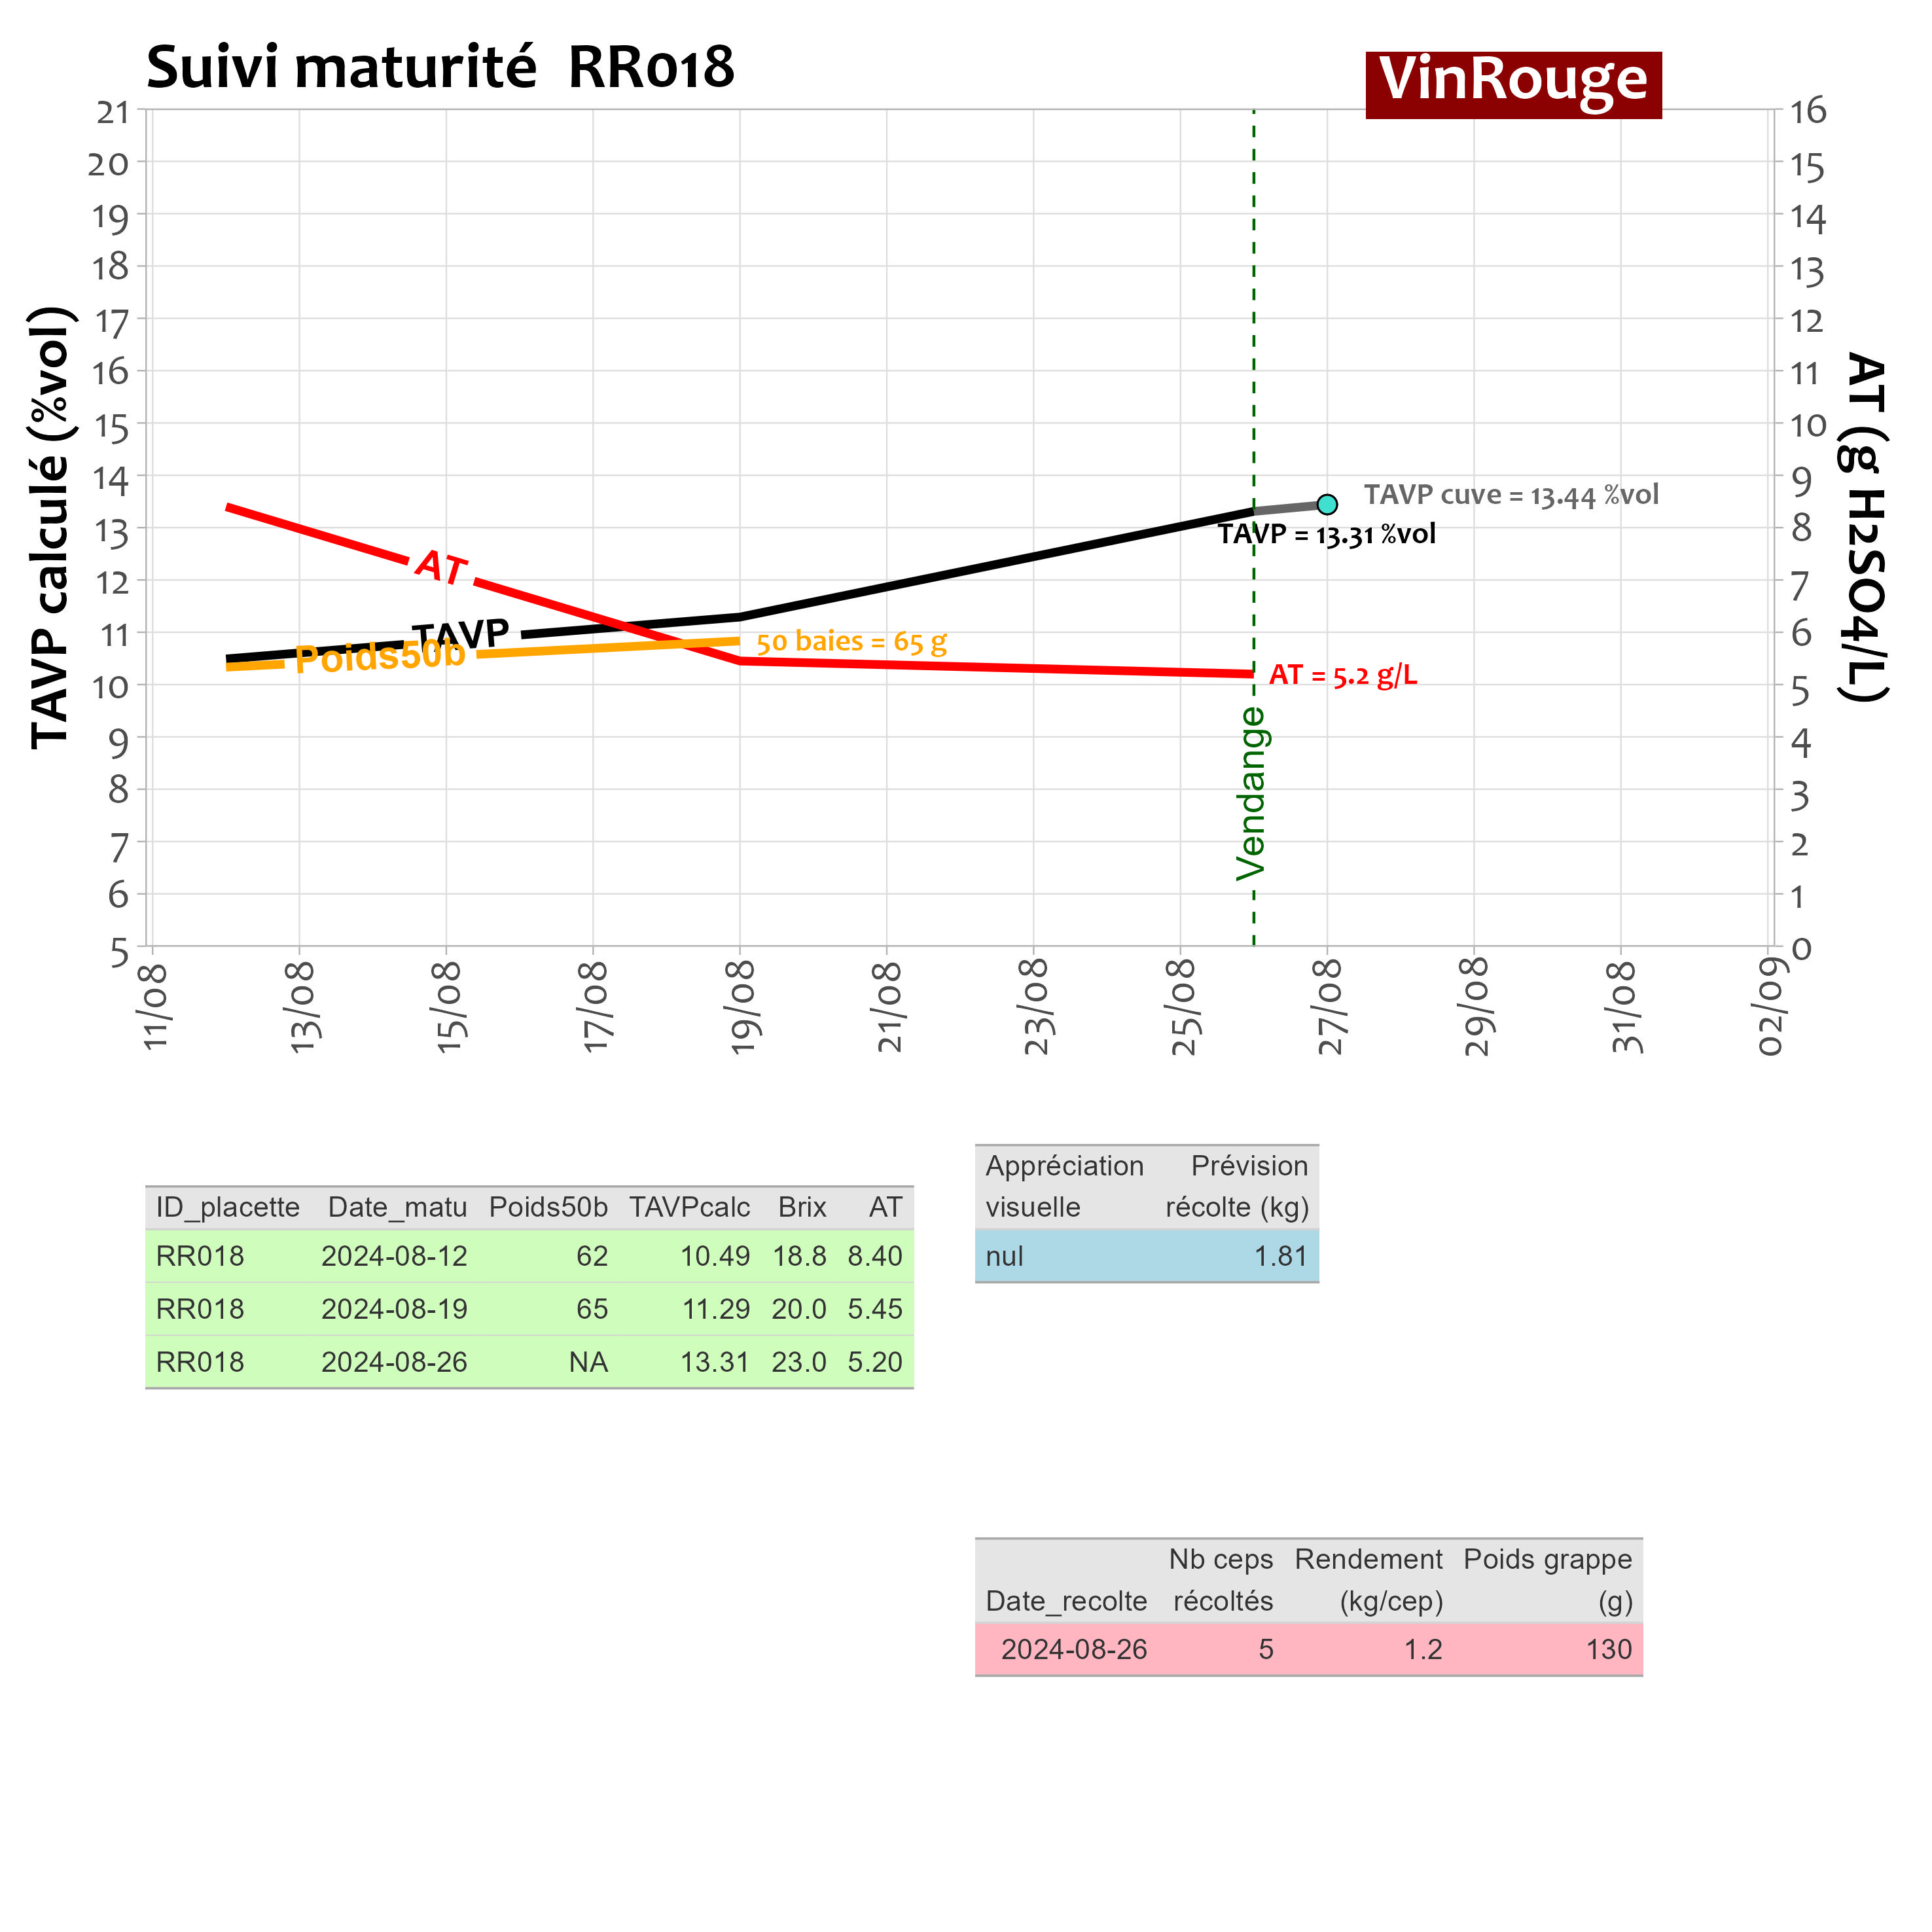 Suivi maturité  RR018
VinRouge
TAVP calculé (%vol)
21
20
19
18
17
16
15
14
13
12
11
10
9
8
7
6
5
16
15
14
13
12
11
10
9
8
7
6
5
4
3
2
1
0
AT (g H2SO4/L)
AT
TAVP
Poids50b
50 baies = 65 g
TAVP cuve = 13.44 %vol
TAVP = 13.31 %vol
AT = 5.2 g/L
Vendange
11/08
13/08
15/08
17/08
19/08
21/08
23/08
25/08
27/08
29/08
31/08
02/09
ID_placette Date_matu Poids50b TAVPcalc Brix AT
RR018 2024-08-12 62 10.49 18.8 8.40
RR018 2024-08-19 65 11.29 20.0 5.45
RR018 2024-08-26 NA 13.31 23.0 5.20
Appréciation Prévision
visuelle récolte (kg)
nul 1.81
Nb ceps Rendement Poids grappe
Date_recolte récoltés (kg/cep) (g)
2024-08-26 5 1.2 130